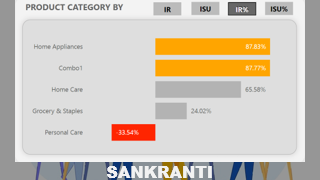 PRODUCT CATEGORY BY
IR ISU IR% ISU%
Home Appliances 87.83%
Combo1 87.77%
Home Care 65.58%
Grocery & Staples 24.02%
Personal Care -33.54%
SANKRANTI